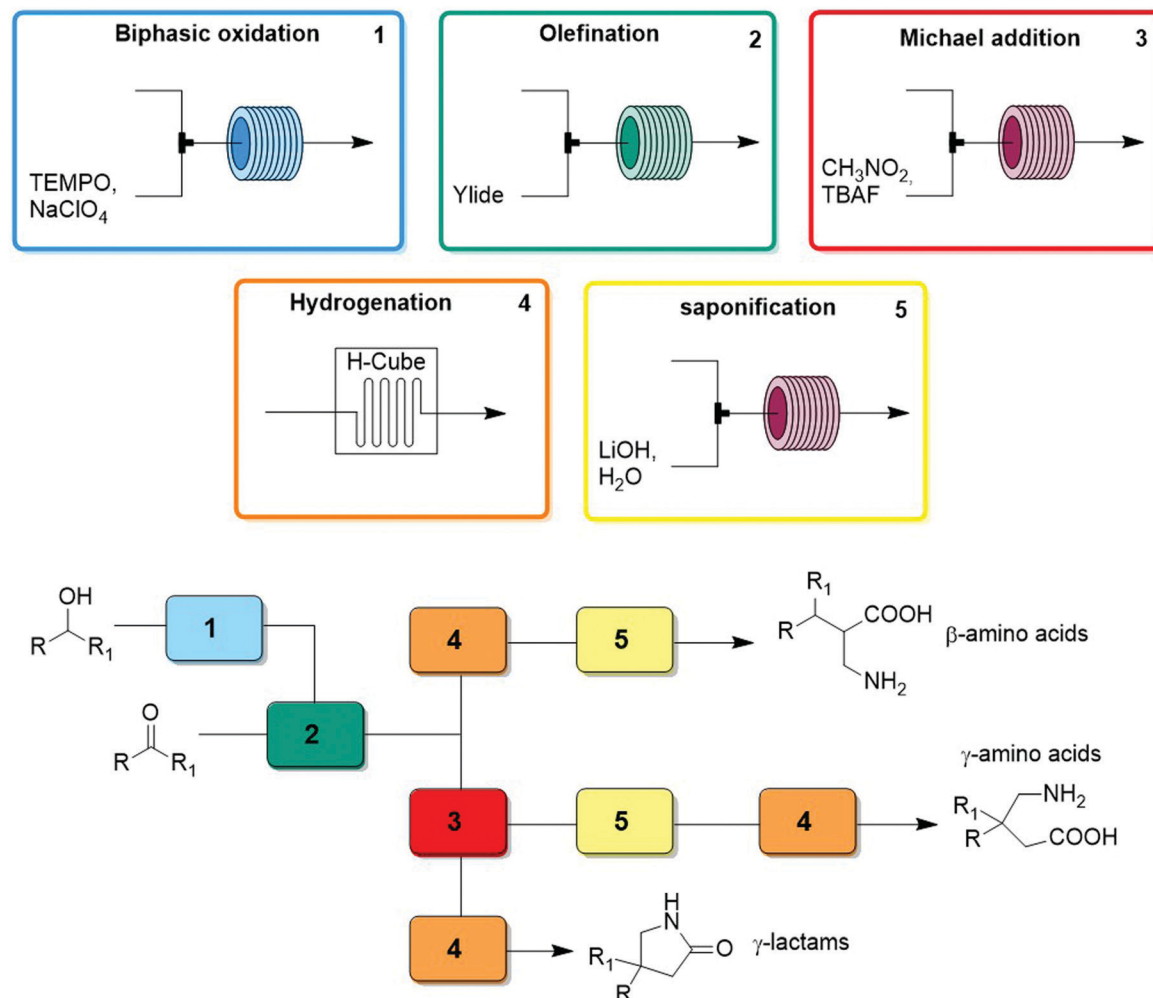 Biphasic oxidation 1
TEMPO,
NaClO4
Olefination 2
Ylide
Michael addition 3
CH3NO2,
TBAF
Hydrogenation 4
H-Cube
saponification 5
LiOH,
H2O
OH
R R1
1
O
R R1
2
4
5
R1
R COOH
NH2
β-amino acids
3
5
4
γ-amino acids
R1 NH2
R COOH
4
H
N
R1 O
R
γ-lactams